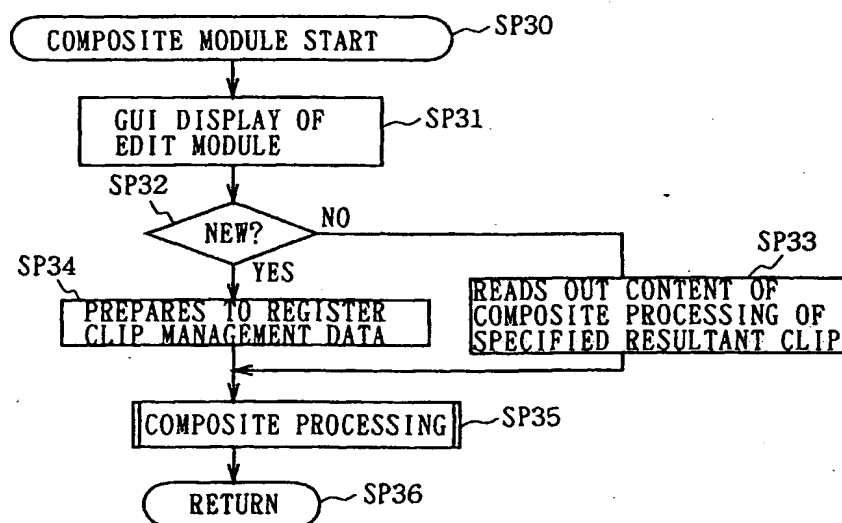 COMPOSITE MODULE START
SP30
GUI DISPLAY OF
EDIT MODULE
SP31
SP32
NEW?
NO
YES
SP33
READS OUT CONTENT OF
COMPOSITE PROCESSING OF
SPECIFIED RESULTANT CLIP
SP34
PREPARES TO REGISTER
CLIP MANAGEMENT DATA
COMPOSITE PROCESSING
SP35
RETURN
SP36